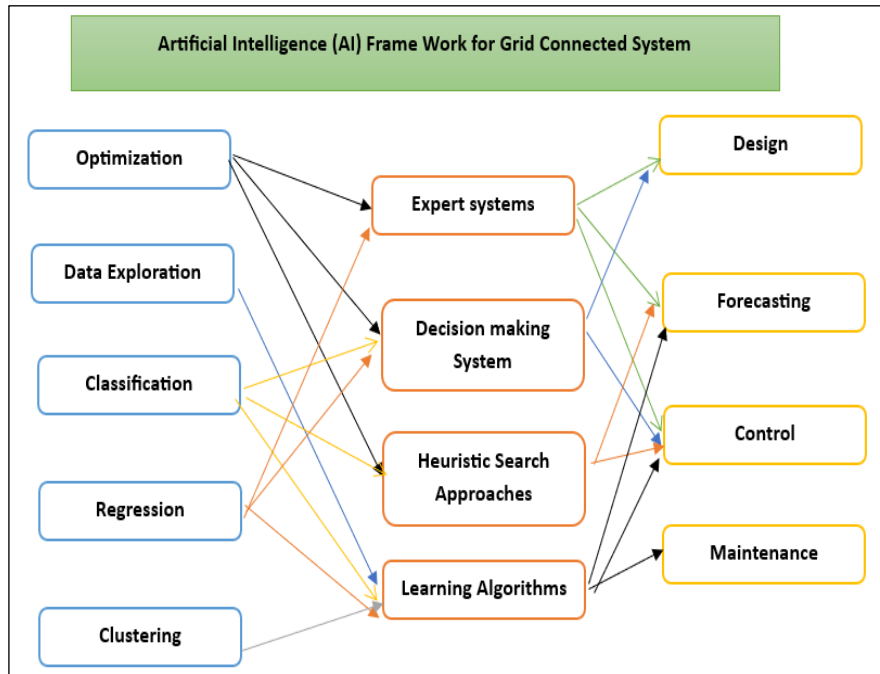 Artificial Intelligence (AI) Frame Work for Grid Connected System
Optimization
Data Exploration
Classification
Regression
Clustering
Expert systems
Decision making
System
Heuristic Search
Approaches
Learning Algorithms
Design
Forecasting
Control
Maintenance